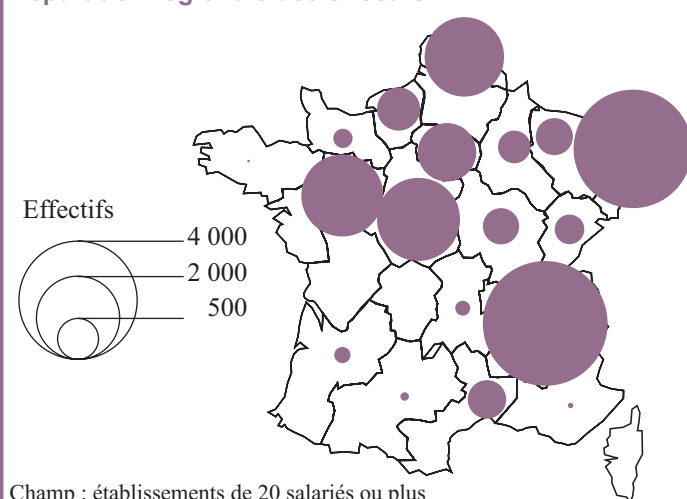 Effectifs
4 000
2 000
500
Champ : établissements de 20 salariés ou plus